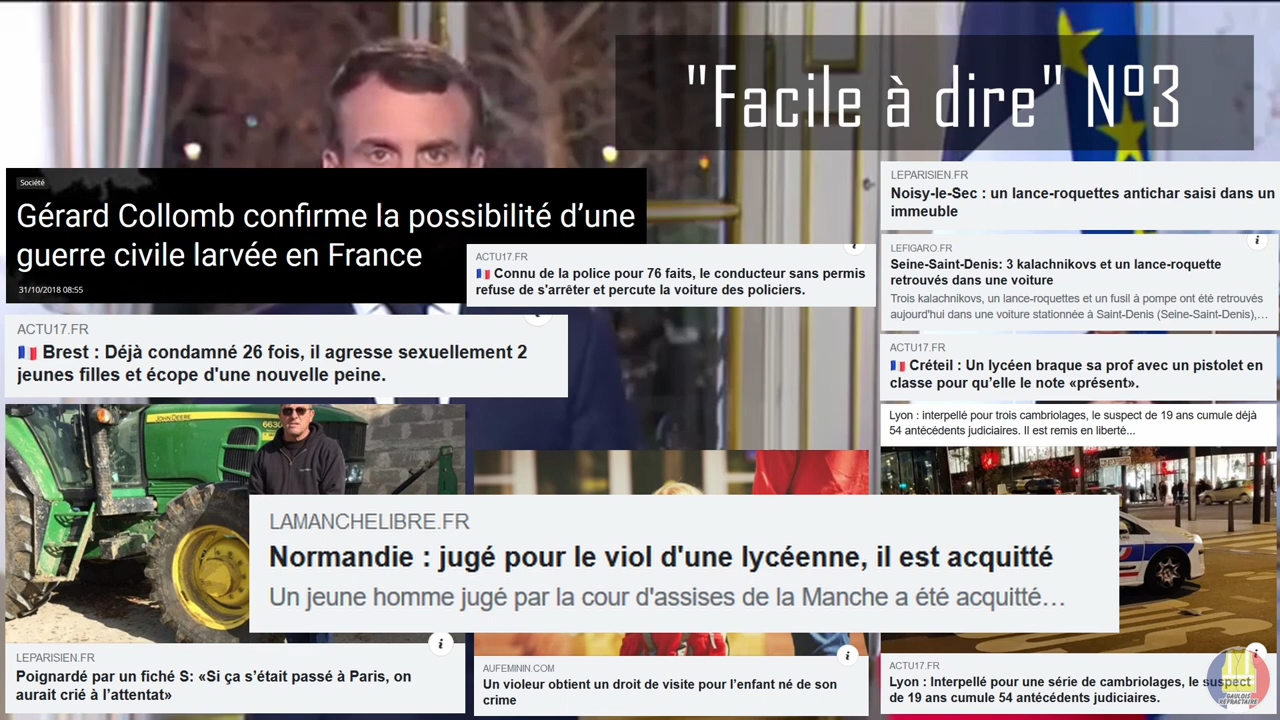 "Facile à dire" Nº3
Société
Gérard Collomb confirme la possibilité d’une
guerre civile larvée en France
31/10/2018 08:55
LEPARISIEN.FR
Noisy-le-Sec : un lance-roquettes antichar saisi dans un
immeuble
ACTU17.FR
Connu de la police pour 76 faits, le conducteur sans permis
refuse de s'arrêter et percute la voiture des policiers.
LEFIGARO.FR
Seine-Saint-Denis: 3 kalachnikovs et un lance-roquette
retrouvés dans une voiture
Trois kalachnikovs, un lance-roquettes et un fusil à pompe ont été retrouvés
aujourd'hui dans une voiture stationnée à Saint-Denis (Seine-Saint-Denis),…
ACTU17.FR
Brest : Déjà condamné 26 fois, il agresse sexuellement 2
jeunes filles et écope d'une nouvelle peine.
ACTU17.FR
Créteil : Un lycéen braque sa prof avec un pistolet en
classe pour qu’elle le note «présent».
Lyon : interpellé pour trois cambriolages, le suspect de 19 ans cumule déjà
54 antécédents judiciaires. Il est remis en liberté...
JOHN DEERE
6630
LAMANCHELIBRE.FR
Normandie : jugé pour le viol d'une lycéenne, il est acquitté
Un jeune homme jugé par la cour d'assises de la Manche a été acquitté…
LEPARISIEN.FR
Poignardé par un fiché S: «Si ça s’était passé à Paris, on
aurait crié à l’attentat»
AUFEMININ.COM
Un violeur obtient un droit de visite pour l'enfant né de son
crime
ACTU17.FR
Lyon : Interpellé pour une série de cambriolages, le suspect
de 19 ans cumule 54 antécédents judiciaires.
GAULOIS
RÉFRACTAIRE